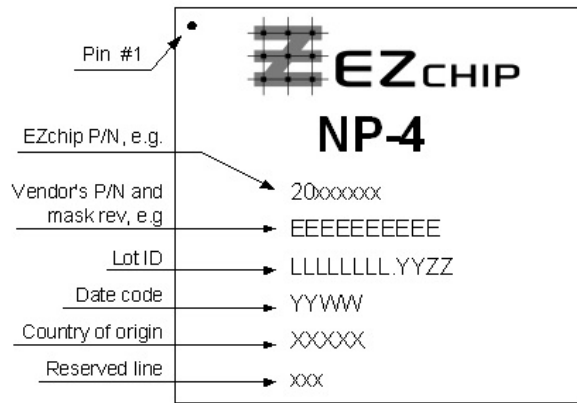 Pin #1
EZCHIP
NP-4
EZchip P/N, e.g.
20xxxxxx
Vendor's P/N and
mask rev, e.g
EEEEEEEEEE
Lot ID
LLLLLLLL.YYZZ
Date code
YYWW
Country of origin
XXXXX
Reserved line
xxx